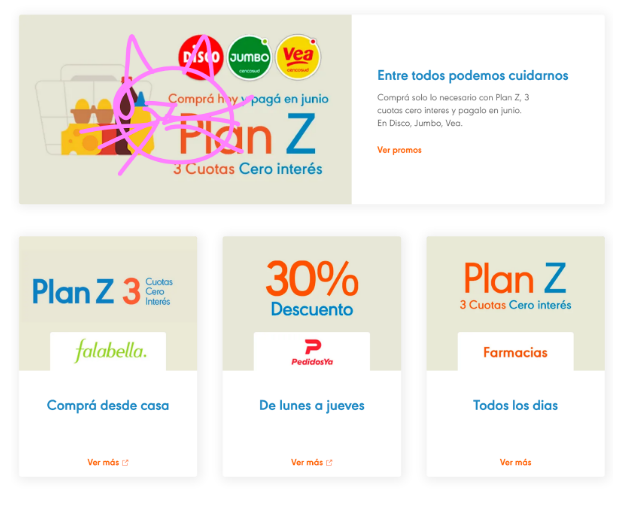 DISCO
JUMBO
cencosud
Vea
cencosud
Comprá hoy y pagá en junio
Plan Z
3 Cuotas Cero interés
Entre todos podemos cuidarnos
Comprá solo lo necesario con Plan Z, 3
cuotas cero interes y pagalo en junio.
En Disco, Jumbo, Vea.
Ver promos
Plan Z 3 Cuotas
Cero
Interés
falabella.
Comprá desde casa
Ver más
30%
Descuento
PedidosYa
De lunes a jueves
Ver más
Plan Z
3 Cuotas Cero interés
Farmacias
Todos los dias
Ver más